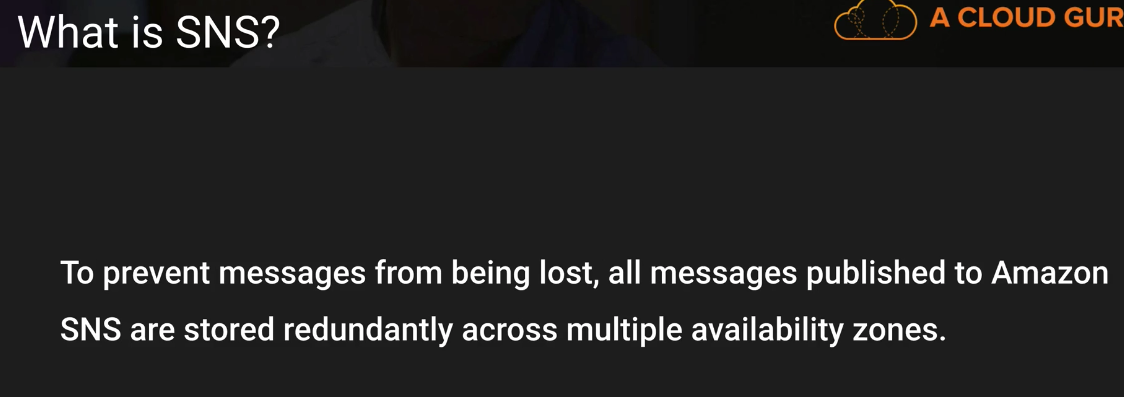 What is SNS?
A CLOUD GUR
To prevent messages from being lost, all messages published to Amazon
SNS are stored redundantly across multiple availability zones.